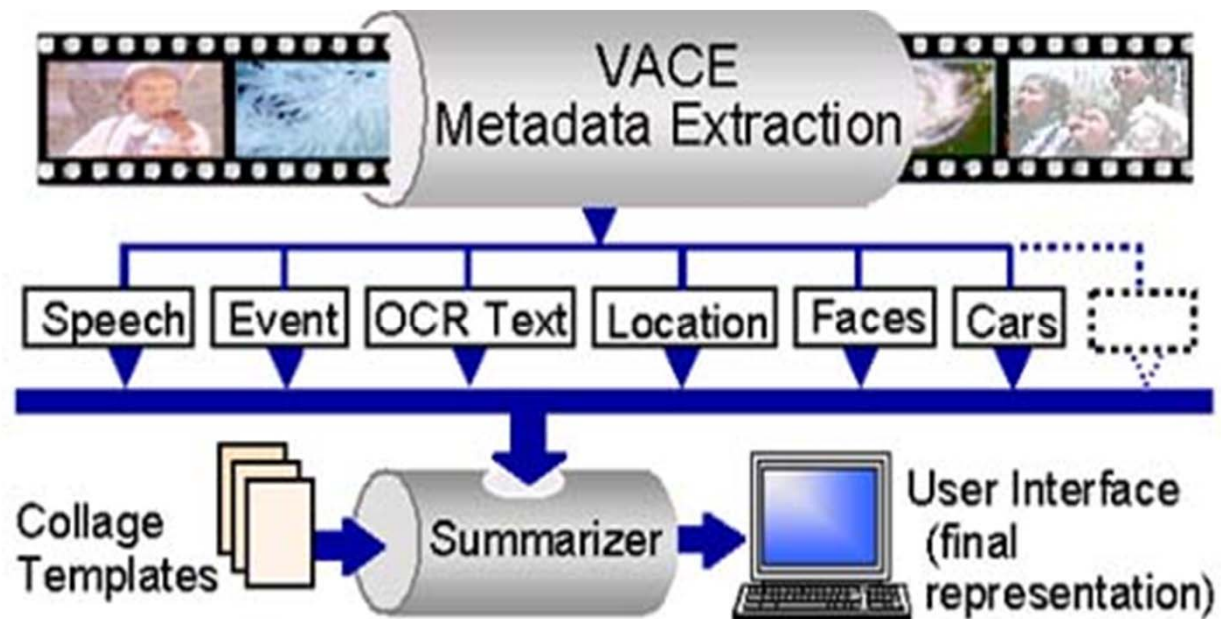 VACE
Metadata Extraction
Speech
Event
OCR Text
Location
Faces
Cars
Collage
Templates
Summarizer
User Interface
(final
representation)